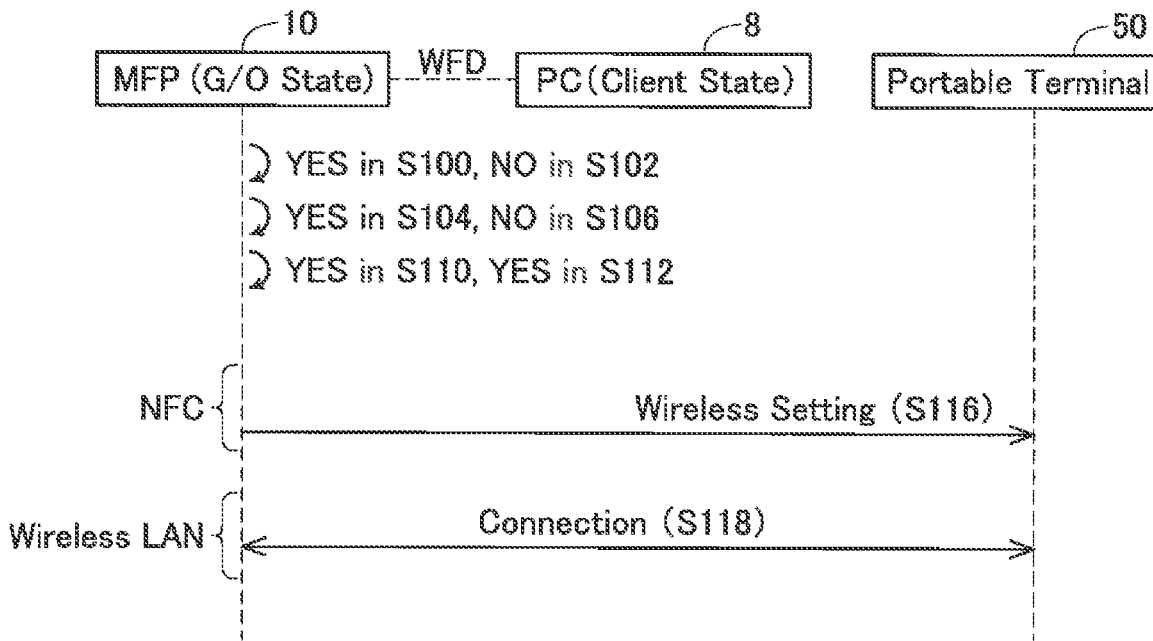 10 8 50
MFP (G/O State) WFD PC (Client State) Portable Terminal
YES in S100, NO in S102
YES in S104, NO in S106
YES in S110, YES in S112
NFC
Wireless Setting (S116)
Wireless LAN
Connection (S118)